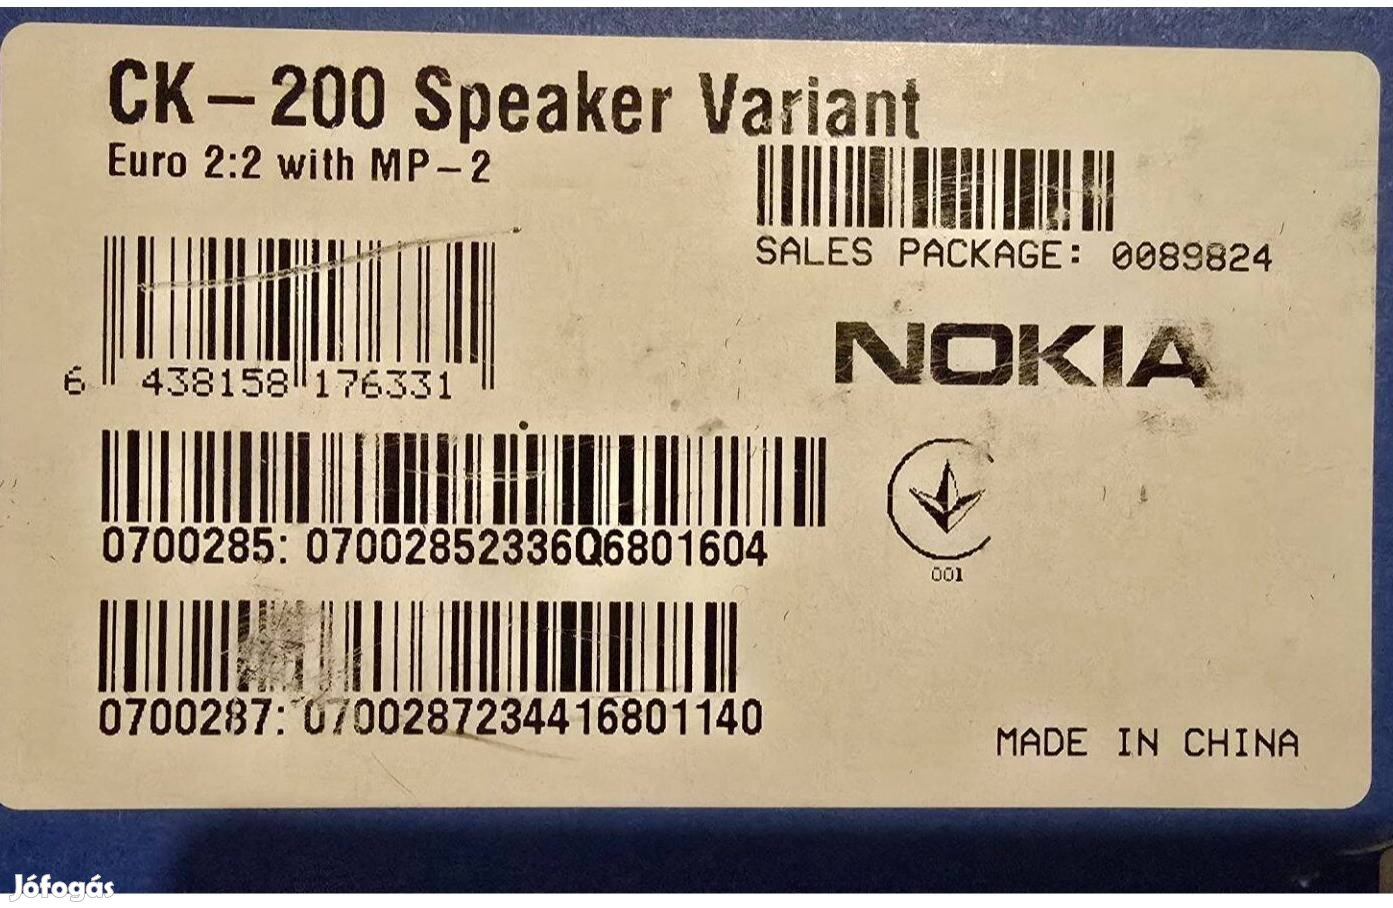 CK-200 Speaker Variant
Euro 2:2 with MP-2
SALES PACKAGE: 0089824
6 438158 176331
NOKIA
0700285: 07002852336Q6801604
001
0700287: 0700287234416801140
MADE IN CHINA
Jófogás